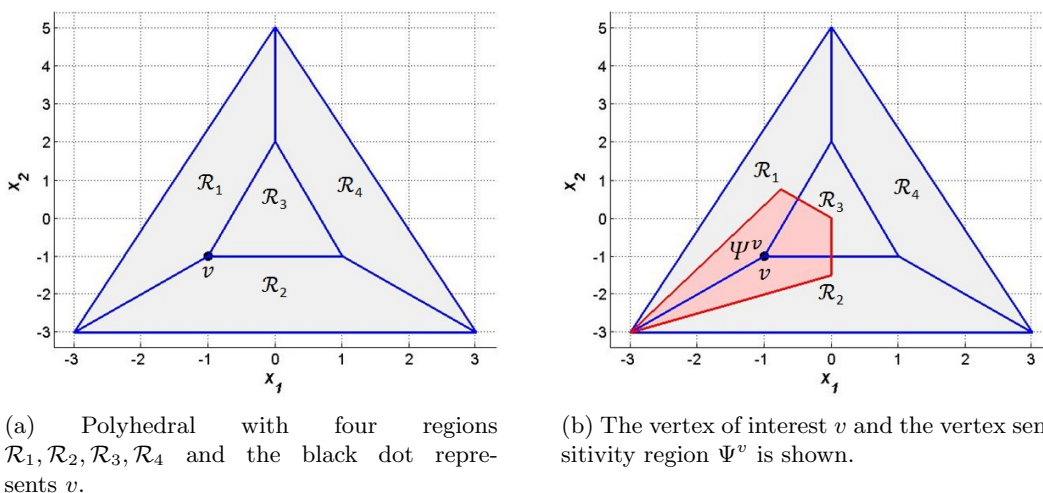 5
4
3
2
1
0
-1
-2
-3
-3 -2 -1 0 1 2 3
x₂
x₁
ℛ₁
ℛ₃
ℛ₄
v
ℛ₂
5
4
3
2
1
0
-1
-2
-3
-3 -2 -1 0 1 2 3
x₂
x₁
ℛ₁
ℛ₃
ℛ₄
Ψᵛ
v
ℛ₂
(a) Polyhedral with four regions
ℛ₁, ℛ₂, ℛ₃, ℛ₄ and the black dot repre-
sents v.
(b) The vertex of interest v and the vertex sen-
sitivity region Ψᵛ is shown.